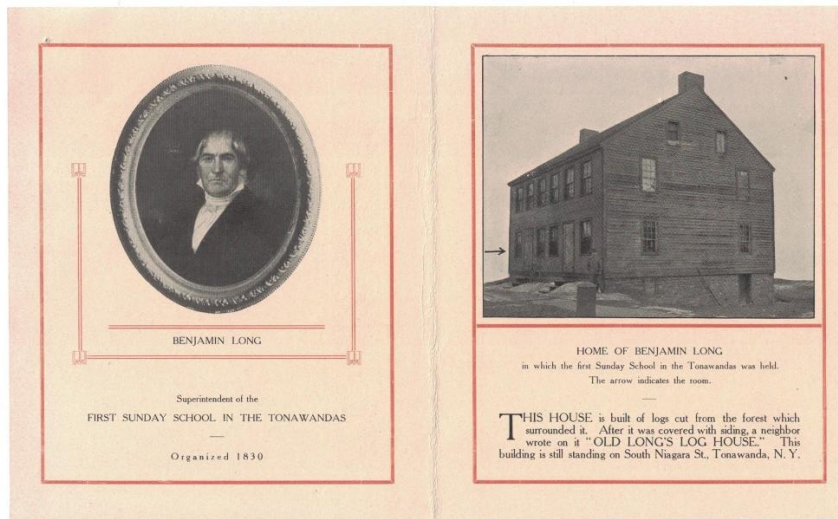 BENJAMIN LONG
Superintendent of the
FIRST SUNDAY SCHOOL IN THE TONAWANDAS
Organized 1830
HOME OF BENJAMIN LONG
in which the first Sunday School in the Tonawandas was held.
The arrow indicates the room.
THIS HOUSE is built of logs cut from the forest which
surrounded it. After it was covered with siding, a neighbor
wrote on it "OLD LONG'S LOG HOUSE." This
building is still standing on South Niagara St., Tonawanda, N. Y.